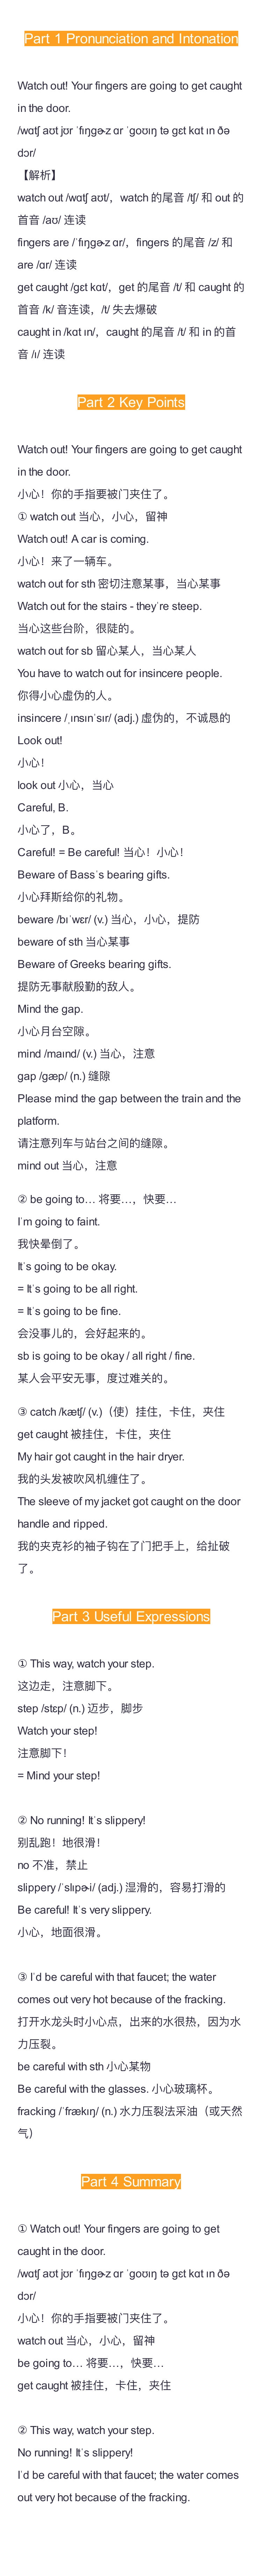 Part 1 Pronunciation and Intonation
Watch out! Your fingers are going to get caught
in the door.
/wɑtʃ aʊt jʊr ˈfɪŋɡɚz ɑr ˈɡoʊɪŋ tə ɡɛt kɑt ɪn ðə
dɔr/
【解析】
watch out /wɑtʃ aʊt/，watch 的尾音 /tʃ/ 和 out 的
首音 /aʊ/ 连读
fingers are /ˈfɪŋɡɚz ɑr/，fingers 的尾音 /z/ 和
are /ɑr/ 连读
get caught /ɡɛt kɑt/，get 的尾音 /t/ 和 caught 的
首音 /k/ 音连读，/t/ 失去爆破
caught in /kɑt ɪn/，caught 的尾音 /t/ 和 in 的首
音 /ɪ/ 连读
Part 2 Key Points
Watch out! Your fingers are going to get caught
in the door.
小心！你的手指要被门夹住了。
① watch out 当心，小心，留神
Watch out! A car is coming.
小心！来了一辆车。
watch out for sth 密切注意某事，当心某事
Watch out for the stairs - they're steep.
当心这些台阶，很陡的。
watch out for sb 留心某人，当心某人
You have to watch out for insincere people.
你得小心虚伪的人。
insincere /ˌɪnsɪnˈsɪr/ (adj.) 虚伪的，不诚恳的
Look out!
小心！
look out 小心，当心
Careful, B.
小心了，B。
Careful! = Be careful! 当心！小心！
Beware of Bass's bearing gifts.
小心拜斯给你的礼物。
beware /bɪˈwɛr/ (v.) 当心，小心，提防
beware of sth 当心某事
Beware of Greeks bearing gifts.
提防无事献殷勤的敌人。
Mind the gap.
小心月台空隙。
mind /maɪnd/ (v.) 当心，注意
gap /ɡæp/ (n.) 缝隙
Please mind the gap between the train and the
platform.
请注意列车与站台之间的缝隙。
mind out 当心，注意
② be going to… 将要…，快要…
I'm going to faint.
我快晕倒了。
It's going to be okay.
= It's going to be all right.
= It's going to be fine.
会没事儿的，会好起来的。
sb is going to be okay / all right / fine.
某人会平安无事，度过难关的。
③ catch /kætʃ/ (v.)（使）挂住，卡住，夹住
get caught 被挂住，卡住，夹住
My hair got caught in the hair dryer.
我的头发被吹风机缠住了。
The sleeve of my jacket got caught on the door
handle and ripped.
我的夹克衫的袖子钩在了门把手上，给扯破
了。
Part 3 Useful Expressions
① This way, watch your step.
这边走，注意脚下。
step /stɛp/ (n.) 迈步，脚步
Watch your step!
注意脚下！
= Mind your step!
② No running! It's slippery!
别乱跑！地很滑！
no 不准，禁止
slippery /ˈslɪpɚi/ (adj.) 湿滑的，容易打滑的
Be careful! It's very slippery.
小心，地面很滑。
③ I'd be careful with that faucet; the water
comes out very hot because of the fracking.
打开水龙头时小心点，出来的水很热，因为水
力压裂。
be careful with sth 小心某物
Be careful with the glasses. 小心玻璃杯。
fracking /ˈfrækɪŋ/ (n.) 水力压裂法采油（或天然
气）
Part 4 Summary
① Watch out! Your fingers are going to get
caught in the door.
/wɑtʃ aʊt jʊr ˈfɪŋɡɚz ɑr ˈɡoʊɪŋ tə ɡɛt kɑt ɪn ðə
dɔr/
小心！你的手指要被门夹住了。
watch out 当心，小心，留神
be going to… 将要…，快要…
get caught 被挂住，卡住，夹住
② This way, watch your step.
No running! It's slippery!
I'd be careful with that faucet; the water comes
out very hot because of the fracking.